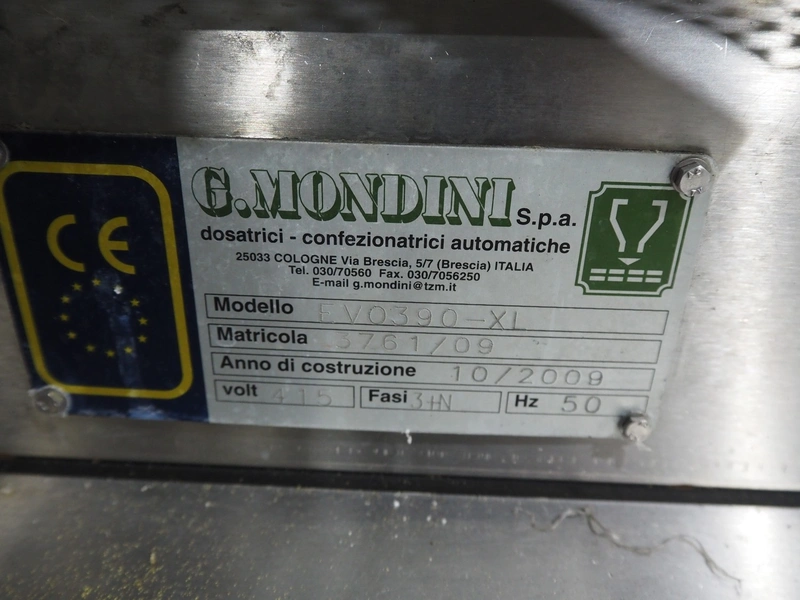 CE
G.MONDINI S.p.a.
dosatrici - confezionatrici automatiche
25033 COLOGNE Via Brescia, 5/7 (Brescia) ITALIA
Tel. 030/70560 Fax. 030/7056250
E-mail g.mondini@tzm.it
Modello EVO390-XL
Matricola 3761/09
Anno di costruzione 10/2009
volt 415 Fasi 3+N Hz 50